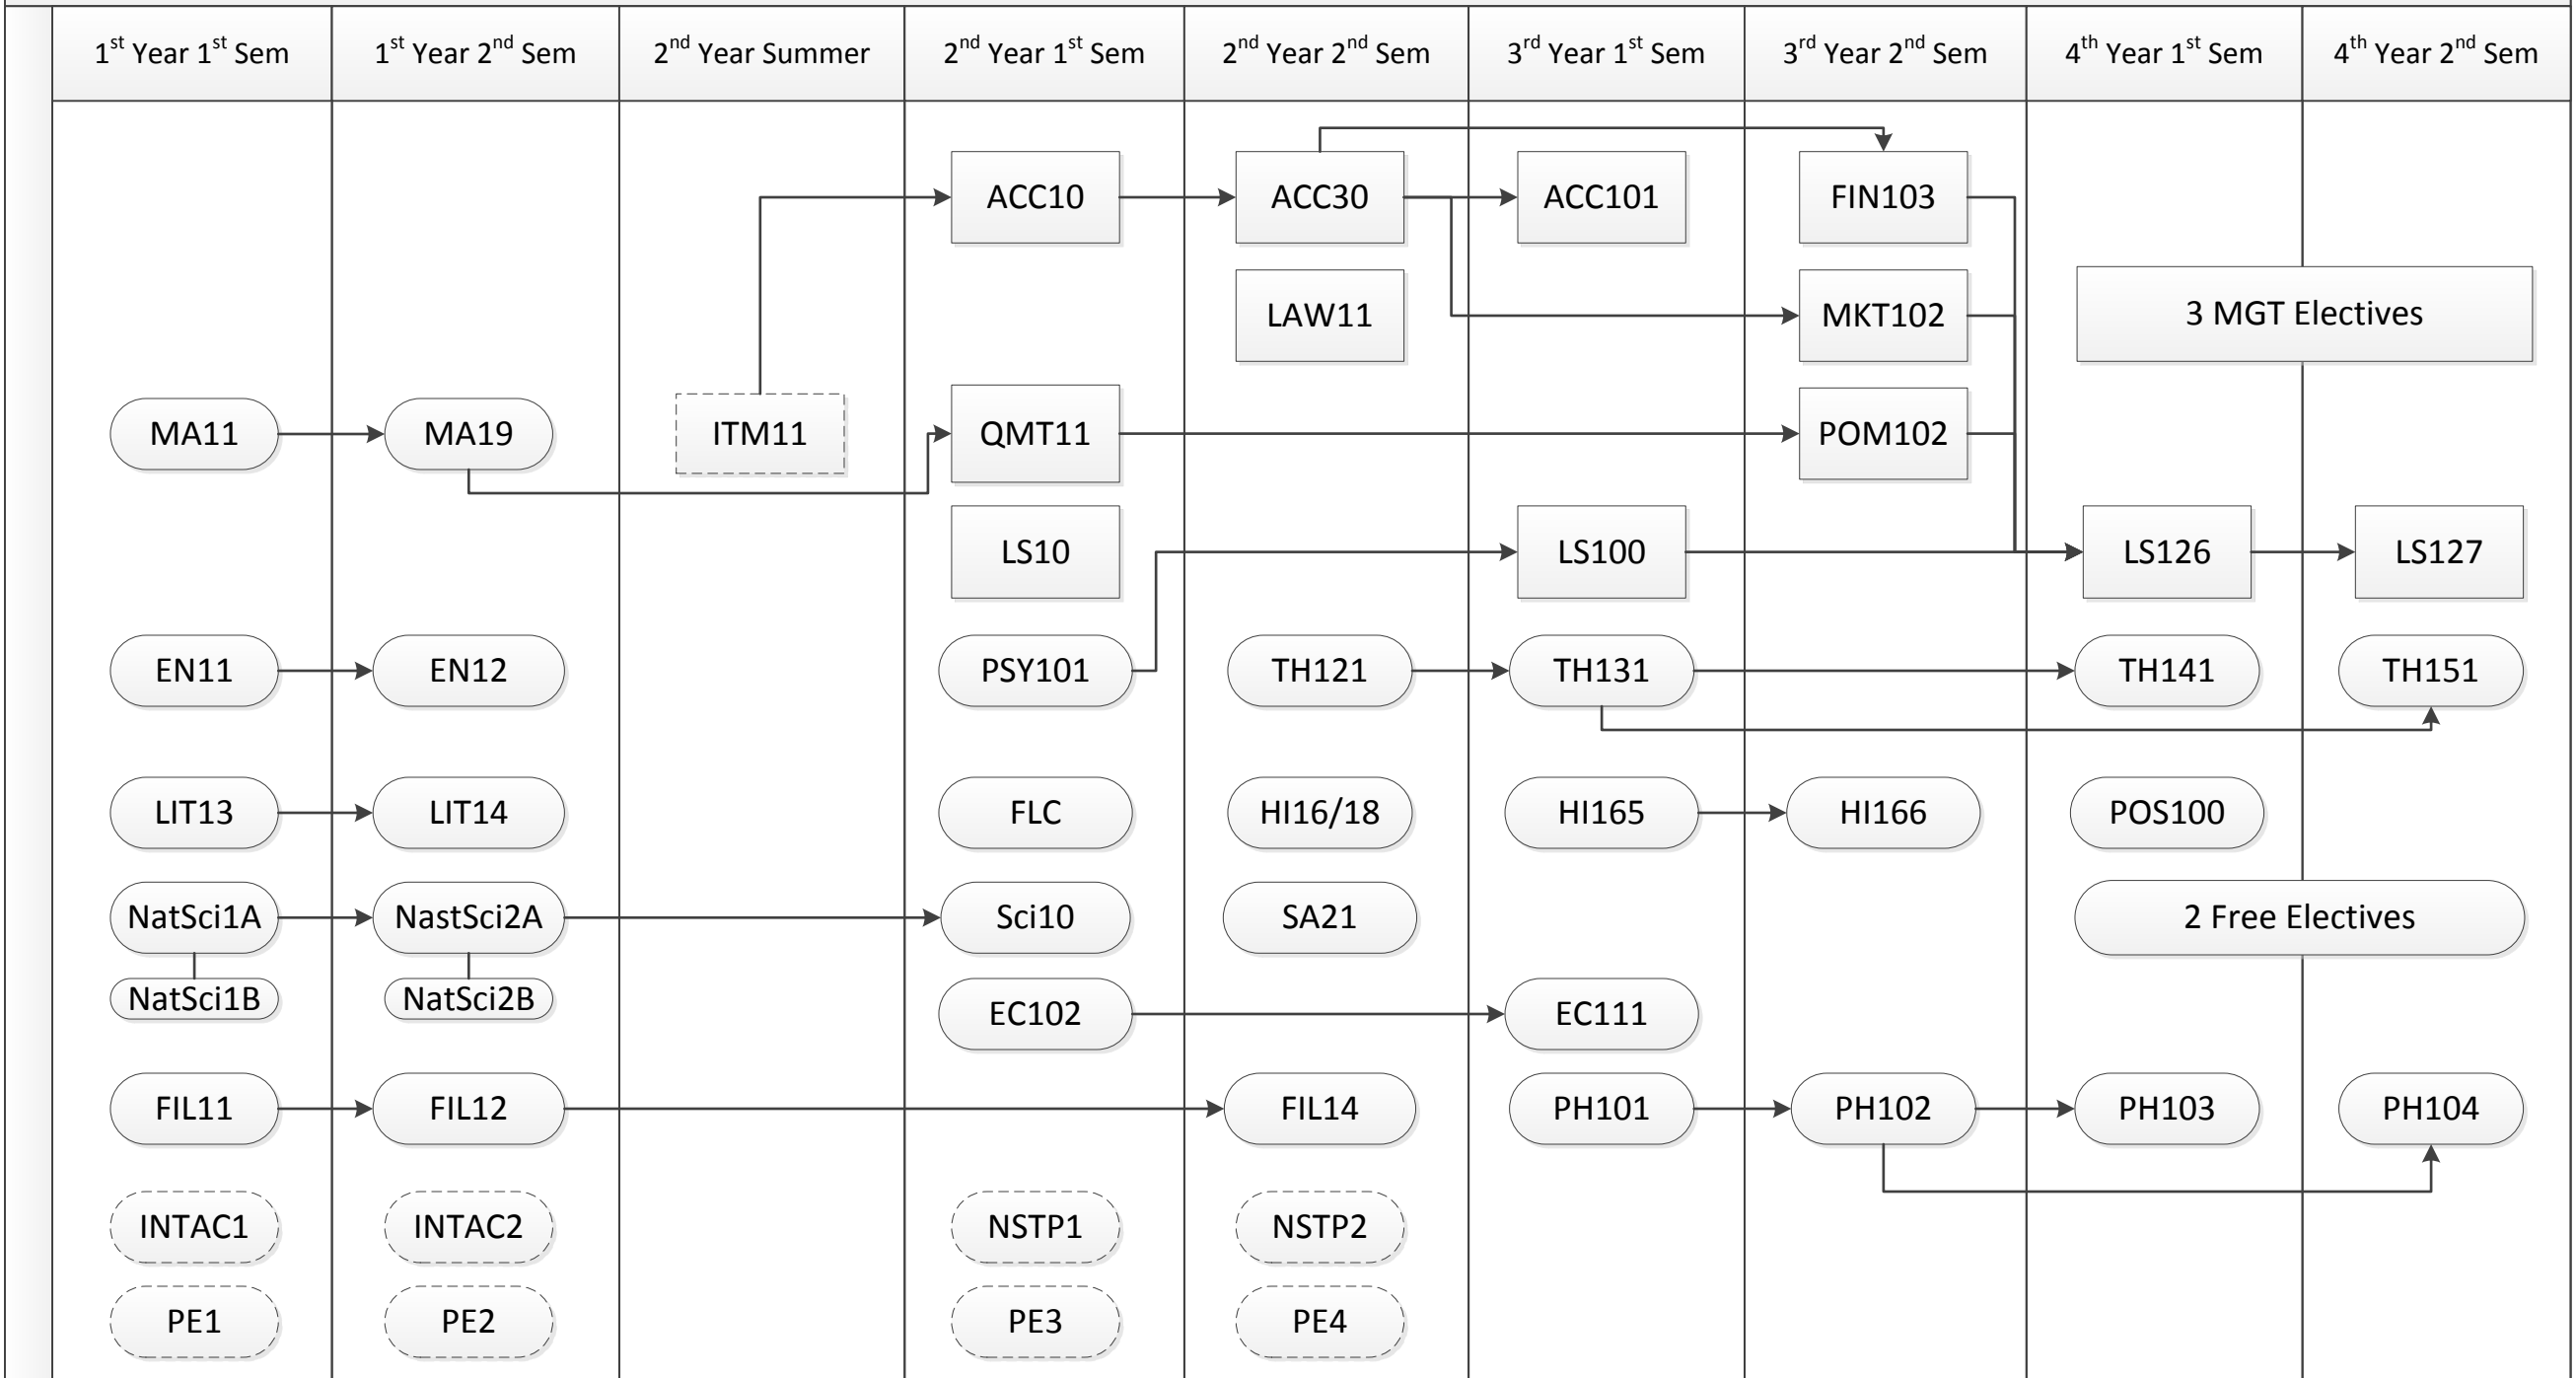 1st Year 1st Sem
1st Year 2nd Sem
2nd Year Summer
2nd Year 1st Sem
2nd Year 2nd Sem
3rd Year 1st Sem
3rd Year 2nd Sem
4th Year 1st Sem
4th Year 2nd Sem
ACC10
ACC30
ACC101
FIN103
LAW11
MKT102
3 MGT Electives
MA11
MA19
ITM11
QMT11
POM102
LS10
LS100
LS126
LS127
EN11
EN12
PSY101
TH121
TH131
TH141
TH151
LIT13
LIT14
FLC
HI16/18
HI165
HI166
POS100
NatSci1A
NastSci2A
Sci10
SA21
2 Free Electives
NatSci1B
NatSci2B
EC102
EC111
FIL11
FIL12
FIL14
PH101
PH102
PH103
PH104
INTAC1
INTAC2
NSTP1
NSTP2
PE1
PE2
PE3
PE4